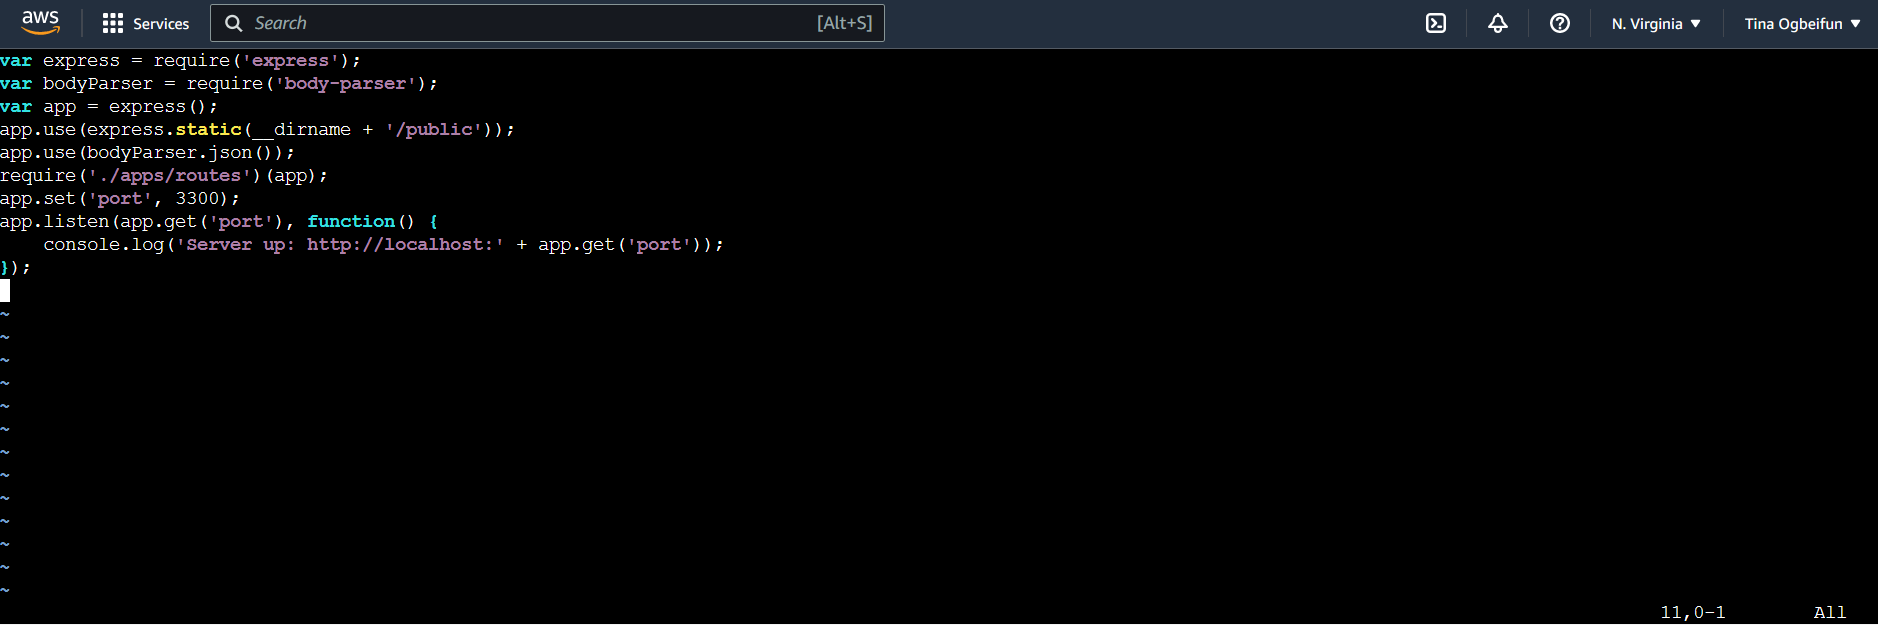 aws Services Search [Alt+S] N. Virginia ▼ Tina Ogbeifun ▼
var express = require('express');
var bodyParser = require('body-parser');
var app = express();
app.use(express.static(__dirname + '/public'));
app.use(bodyParser.json());
require('./apps/routes')(app);
app.set('port', 3300);
app.listen(app.get('port'), function() {
    console.log('Server up: http://localhost:' + app.get('port'));
});
~
~
~
~
~
~
~
~
~
~
~
~
~
11,0-1 All